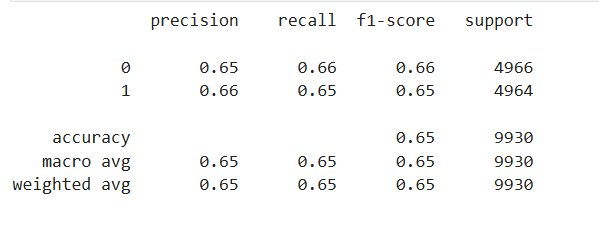 precision recall f1-score support
0 0.65 0.66 0.66 4966
1 0.66 0.65 0.65 4964
accuracy 0.65 9930
macro avg 0.65 0.65 0.65 9930
weighted avg 0.65 0.65 0.65 9930